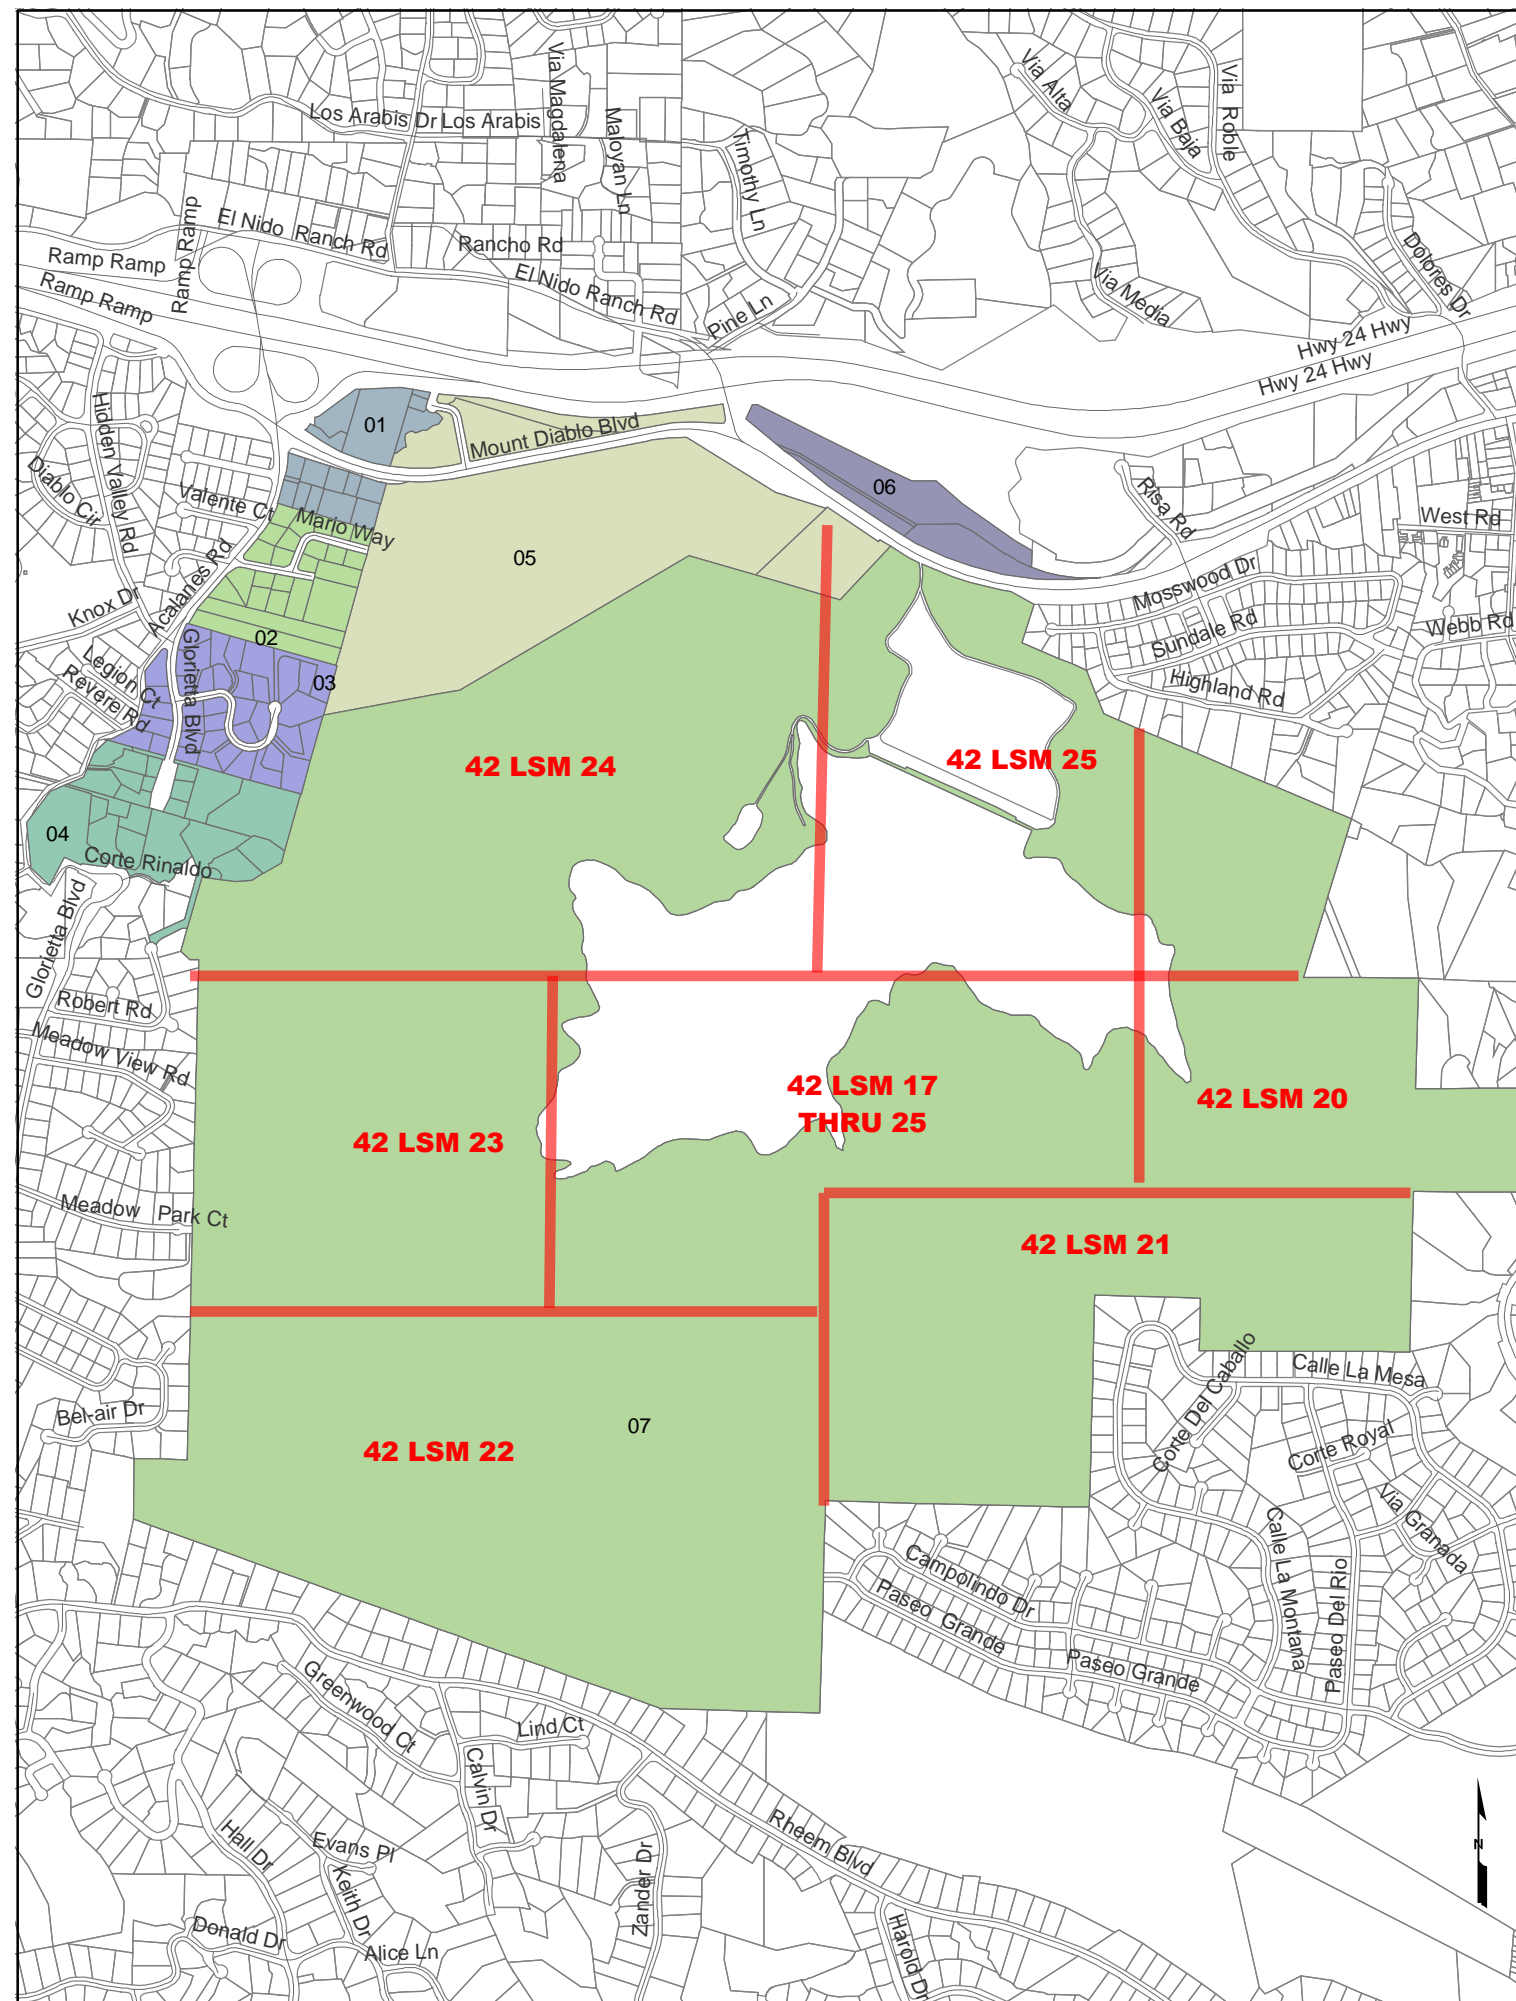 Los Arabis Dr
Los Arabis
Via Magdalena
Maloyan Ln
Timothy Ln
Via Alta
Via Baja
Via Roble
Via Media
Dolores Dr
Ramp Ramp
El Nido Ranch Rd
Rancho Rd
El Nido Ranch Rd
Pine Ln
Ramp Ramp
Ramp Ramp
Hwy 24 Hwy
Hwy 24 Hwy
01
Mount Diablo Blvd
06
Hidden Valley Rd
Diablo Cir
Valente Ct
Mario Way
05
Risa Rd
West Rd
Acalanes Rd
Knox Dr
02
Mosswood Dr
Sundale Rd
Webb Rd
Legion Ct
Revere Rd
Glorietta Blvd
03
Highland Rd
42 LSM 24
42 LSM 25
04
Corte Rinaldo
Glorietta Blvd
Robert Rd
Meadow View Rd
42 LSM 17
THRU 25
42 LSM 20
42 LSM 23
Meadow Park Ct
42 LSM 21
Corte Del Caballo
Calle La Mesa
Bel-air Dr
42 LSM 22
07
Corte Royal
Via Granada
Calle La Montana
Paseo Del Rio
Campolindo Dr
Paseo Grande
Paseo Grande
Greenwood Ct
Lind Ct
Calvin Dr
Hall Dr
Evans Pl
Keith Dr
Zander Dr
Rheem Blvd
N
Donald Dr
Alice Ln
Harold Dr